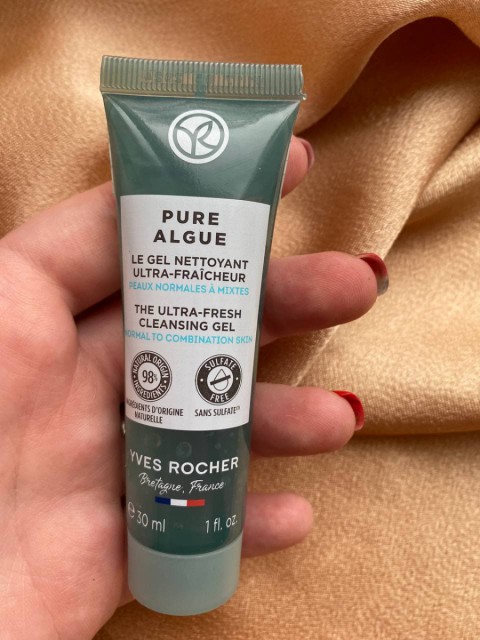 PURE
ALGUE
LE GEL NETTOYANT
ULTRA-FRAÎCHEUR
PEAUX NORMALES À MIXTES
THE ULTRA-FRESH
CLEANSING GEL
NORMAL TO COMBINATION SKIN
NATURAL ORIGIN
98%
INGREDIENTS
SULFATE
FREE
INGRÉDIENTS D'ORIGINE
NATURELLE
SANS SULFATE
YVES ROCHER
Bretagne, France
℮30 ml 1 fl. oz.